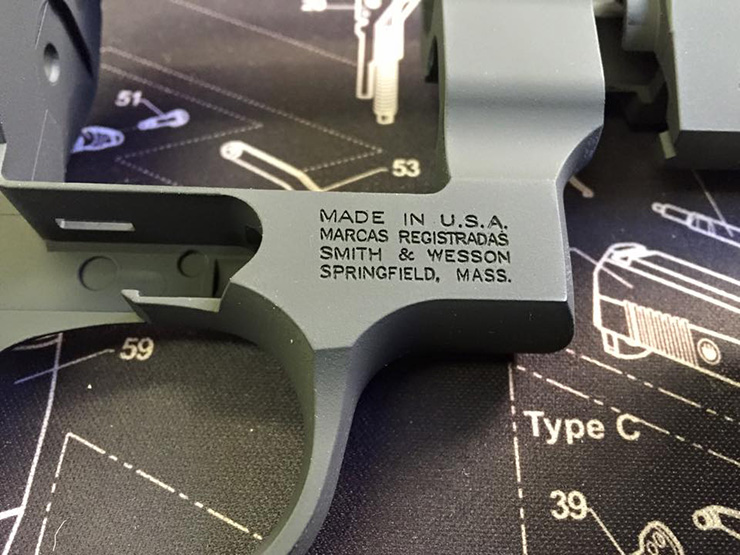 51
53
MADE IN U.S.A.
MARCAS REGISTRADAS
SMITH & WESSON
SPRINGFIELD, MASS.
59
Type C
39